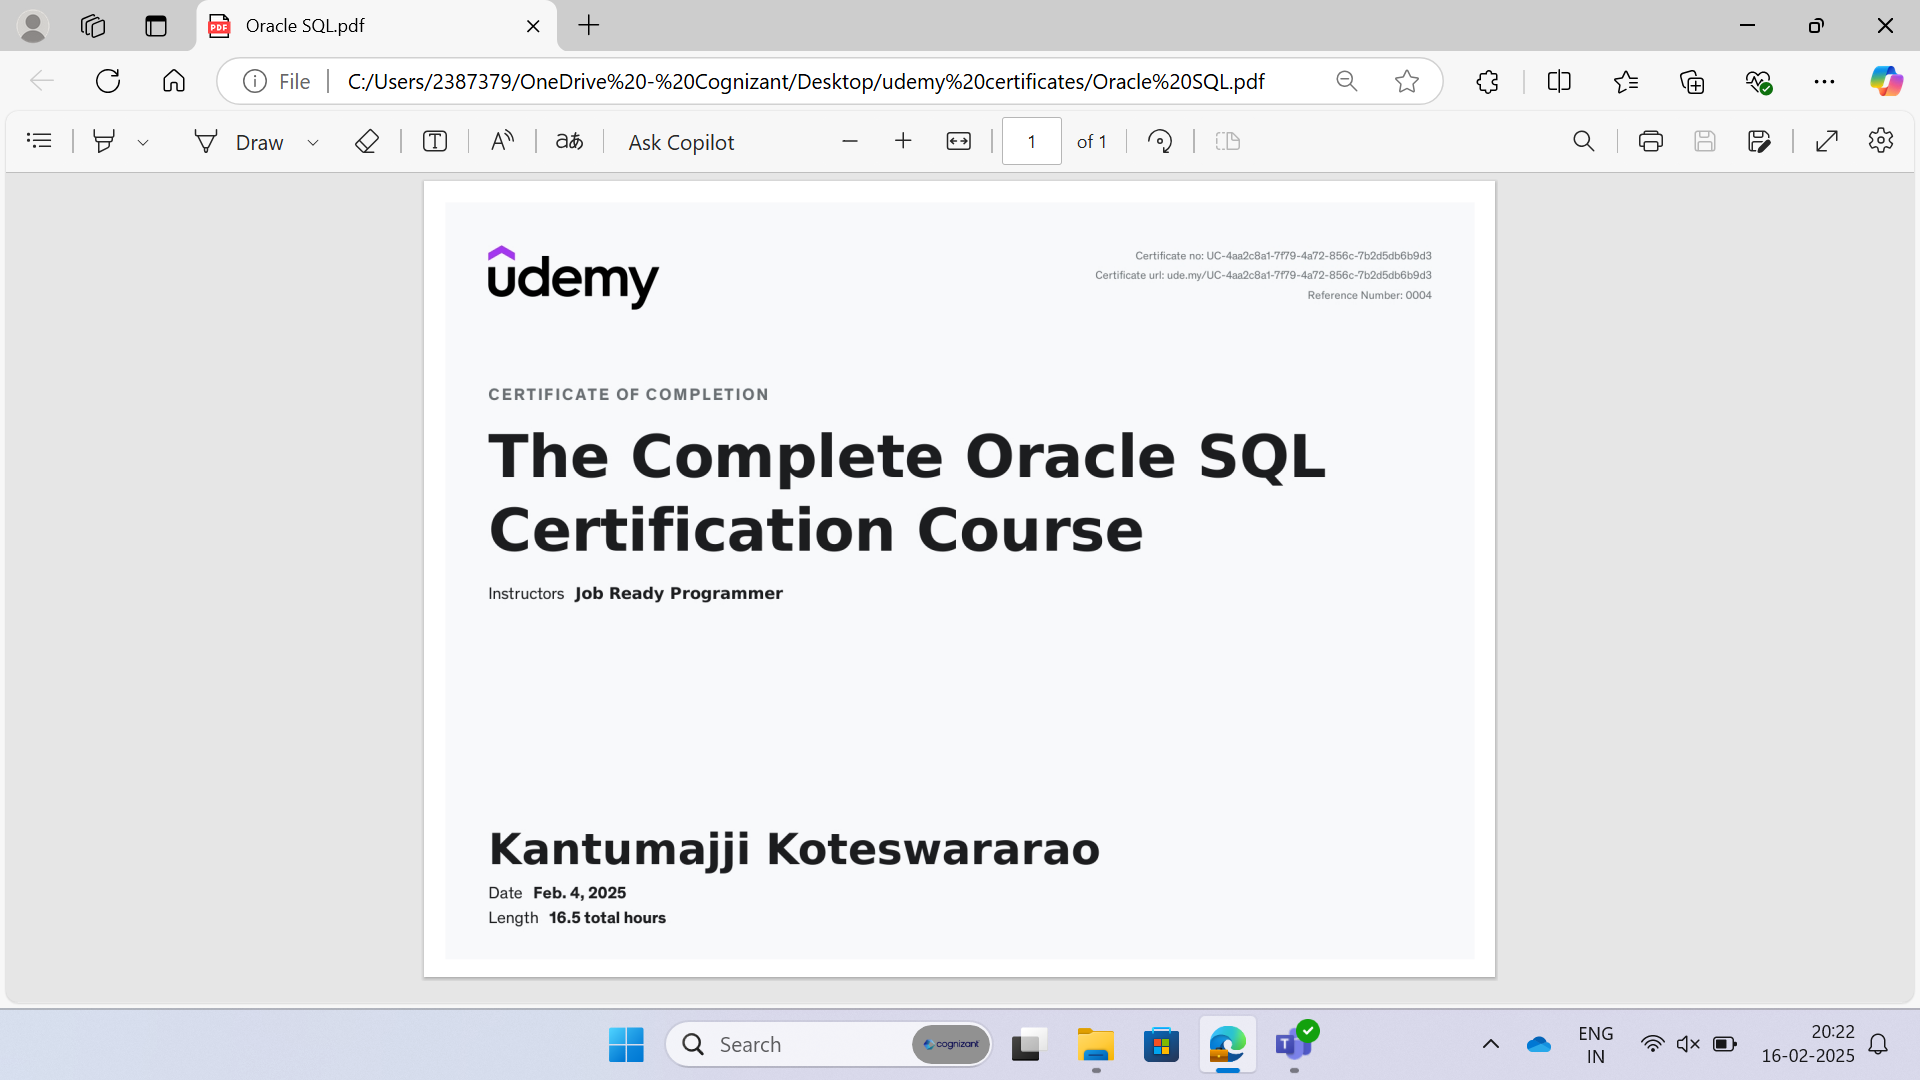 Oracle SQL.pdf
File
C:/Users/2387379/OneDrive%20-%20Cognizant/Desktop/udemy%20certificates/Oracle%20SQL.pdf
Draw
Ask Copilot
1
of 1
udemy
Certificate no: UC-4aa2c8a1-7f79-4a72-856c-7b2d5db6b9d3
Certificate url: ude.my/UC-4aa2c8a1-7f79-4a72-856c-7b2d5db6b9d3
Reference Number: 0004
CERTIFICATE OF COMPLETION
The Complete Oracle SQL
Certification Course
Instructors Job Ready Programmer
Kantumajji Koteswararao
Date Feb. 4, 2025
Length 16.5 total hours
Search
cognizant
ENG
IN
20:22
16-02-2025